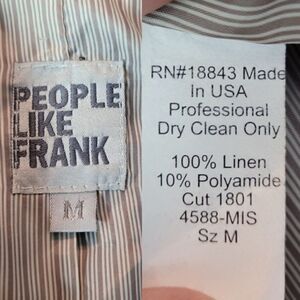 PEOPLE
LIKE
FRANK
M
RN#18843 Made
In USA
Professional
Dry Clean Only
100% Linen
10% Polyamide
Cut 1801
4588-MIS
Sz M